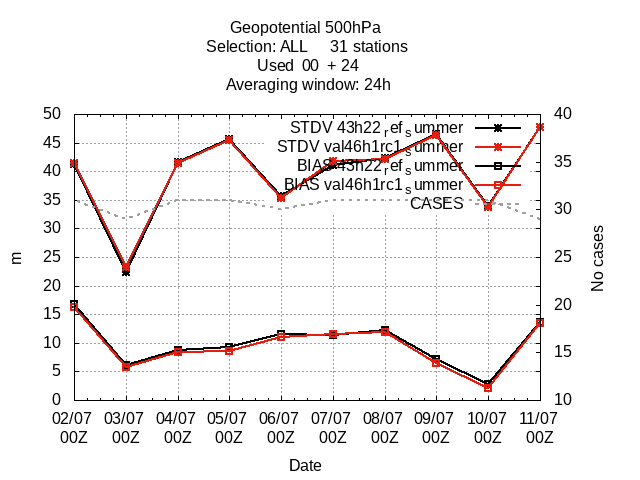 Geopotential 500hPa
Selection: ALL     31 stations
Used  00  + 24
Averaging window: 24h
50 40
STDV 43h22_ref_summer
STDV val46h1rc1_summer
BIAS 43h22_ref_summer
BIAS val46h1rc1_summer
CASES
45
40 35
35 30
30
25 25
20 20
15
10 15
5
0 10
m
No cases
02/07 03/07 04/07 05/07 06/07 07/07 08/07 09/07 10/07 11/07
00Z 00Z 00Z 00Z 00Z 00Z 00Z 00Z 00Z 00Z
Date